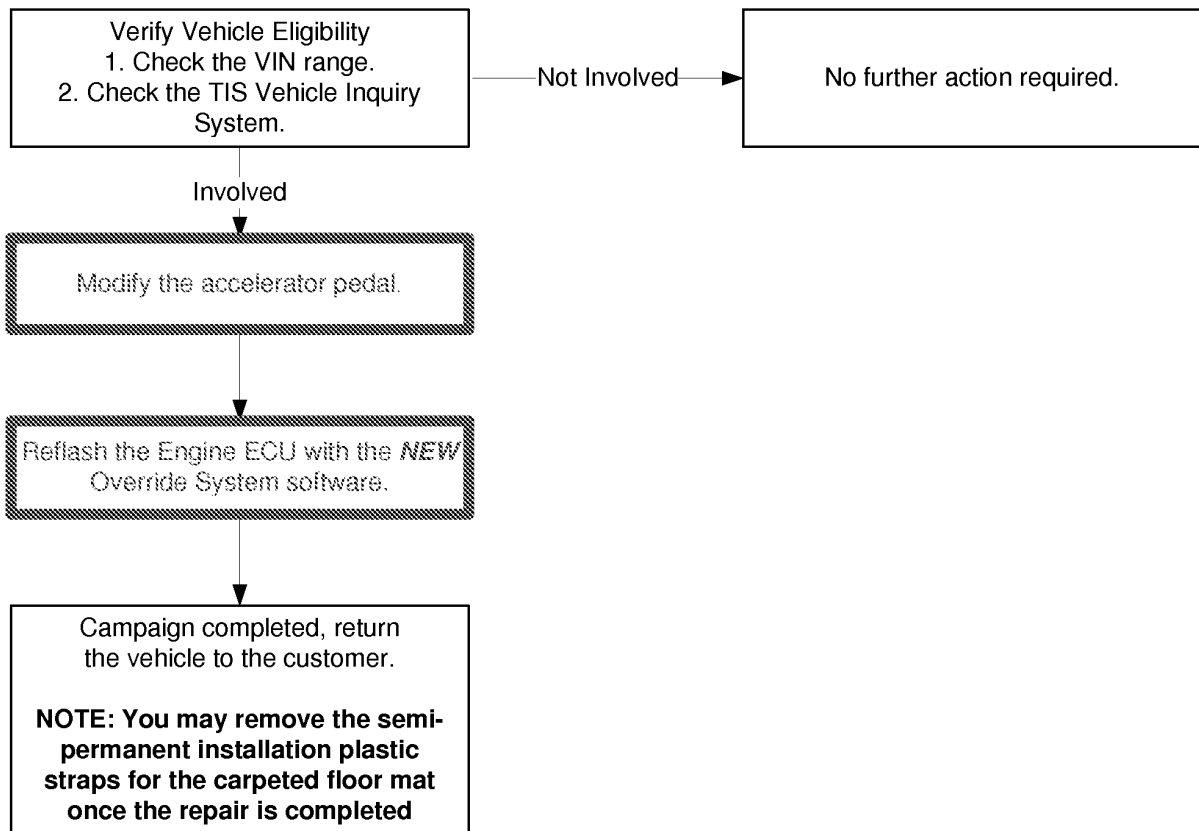 Verify Vehicle Eligibility
1. Check the VIN range.
2. Check the TIS Vehicle Inquiry
System.
Not Involved
No further action required.
Involved
Modify the accelerator pedal.
Reflash the Engine ECU with the NEW
Override System software.
Campaign completed, return
the vehicle to the customer.
NOTE: You may remove the semi-
permanent installation plastic
straps for the carpeted floor mat
once the repair is completed